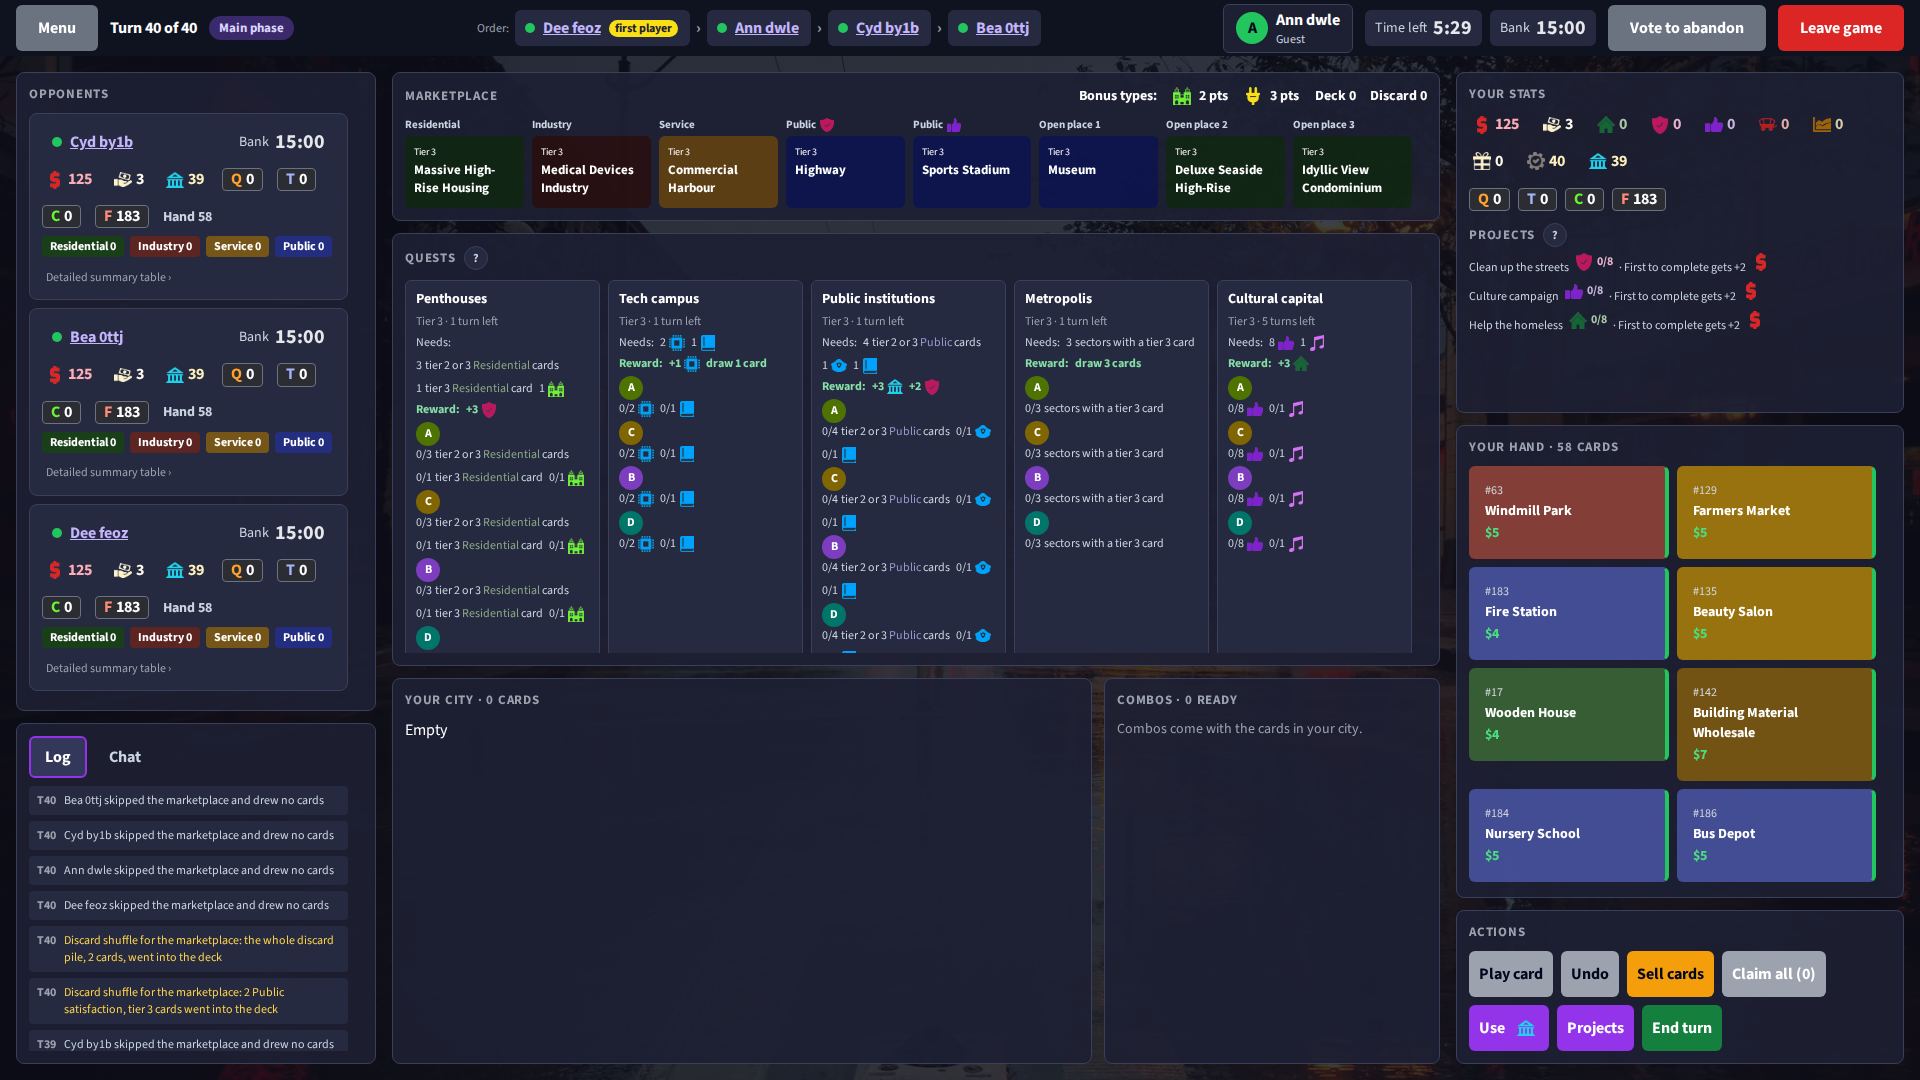 Menu
Turn 40 of 40
Main phase
Order:
Dee feoz first player › Ann dwle › Cyd by1b › Bea 0ttj
A
Ann dwle
Guest
Time left 5:29
Bank 15:00
Vote to abandon
Leave game
OPPONENTS
Cyd by1b
Bank 15:00
125 3 39 Q 0 T 0
C 0 F 183 Hand 58
Residential 0 Industry 0 Service 0 Public 0
Detailed summary table ›
Bea 0ttj
Bank 15:00
125 3 39 Q 0 T 0
C 0 F 183 Hand 58
Residential 0 Industry 0 Service 0 Public 0
Detailed summary table ›
Dee feoz
Bank 15:00
125 3 39 Q 0 T 0
C 0 F 183 Hand 58
Residential 0 Industry 0 Service 0 Public 0
Detailed summary table ›
Log
Chat
T40 Bea 0ttj skipped the marketplace and drew no cards
T40 Cyd by1b skipped the marketplace and drew no cards
T40 Ann dwle skipped the marketplace and drew no cards
T40 Dee feoz skipped the marketplace and drew no cards
T40 Discard shuffle for the marketplace: the whole discard
pile, 2 cards, went into the deck
T40 Discard shuffle for the marketplace: 2 Public
satisfaction, tier 3 cards went into the deck
T39 Cyd by1b skipped the marketplace and drew no cards
MARKETPLACE
Bonus types: 2 pts 3 pts Deck 0 Discard 0
Residential
Tier 3
Massive High-
Rise Housing
Industry
Tier 3
Medical Devices
Industry
Service
Tier 3
Commercial
Harbour
Public
Tier 3
Highway
Public
Tier 3
Sports Stadium
Open place 1
Tier 3
Museum
Open place 2
Tier 3
Deluxe Seaside
High-Rise
Open place 3
Tier 3
Idyllic View
Condominium
QUESTS ?
Penthouses
Tier 3 · 1 turn left
Needs:
3 tier 2 or 3 Residential cards
1 tier 3 Residential card 1
Reward: +3
A
0/3 tier 2 or 3 Residential cards
0/1 tier 3 Residential card 0/1
C
0/3 tier 2 or 3 Residential cards
0/1 tier 3 Residential card 0/1
B
0/3 tier 2 or 3 Residential cards
0/1 tier 3 Residential card 0/1
D
Tech campus
Tier 3 · 1 turn left
Needs: 2 1
Reward: +1 draw 1 card
A
0/2 0/1
C
0/2 0/1
B
0/2 0/1
D
0/2 0/1
Public institutions
Tier 3 · 1 turn left
Needs: 4 tier 2 or 3 Public cards
1 1
Reward: +3 +2
A
0/4 tier 2 or 3 Public cards 0/1
0/1
C
0/4 tier 2 or 3 Public cards 0/1
0/1
B
0/4 tier 2 or 3 Public cards 0/1
0/1
D
0/4 tier 2 or 3 Public cards 0/1
Metropolis
Tier 3 · 1 turn left
Needs: 3 sectors with a tier 3 card
Reward: draw 3 cards
A
0/3 sectors with a tier 3 card
C
0/3 sectors with a tier 3 card
B
0/3 sectors with a tier 3 card
D
0/3 sectors with a tier 3 card
Cultural capital
Tier 3 · 5 turns left
Needs: 8 1
Reward: +3
A
0/8 0/1
C
0/8 0/1
B
0/8 0/1
D
0/8 0/1
YOUR CITY · 0 CARDS
Empty
COMBOS · 0 READY
Combos come with the cards in your city.
YOUR STATS
125 3 0 0 0 0 0
0 40 39
Q 0 T 0 C 0 F 183
PROJECTS ?
Clean up the streets 0/8 · First to complete gets +2
Culture campaign 0/8 · First to complete gets +2
Help the homeless 0/8 · First to complete gets +2
YOUR HAND · 58 CARDS
#63
Windmill Park
$5
#129
Farmers Market
$5
#183
Fire Station
$4
#135
Beauty Salon
$5
#17
Wooden House
$4
#142
Building Material
Wholesale
$7
#184
Nursery School
$5
#186
Bus Depot
$5
ACTIONS
Play card
Undo
Sell cards
Claim all (0)
Use
Projects
End turn